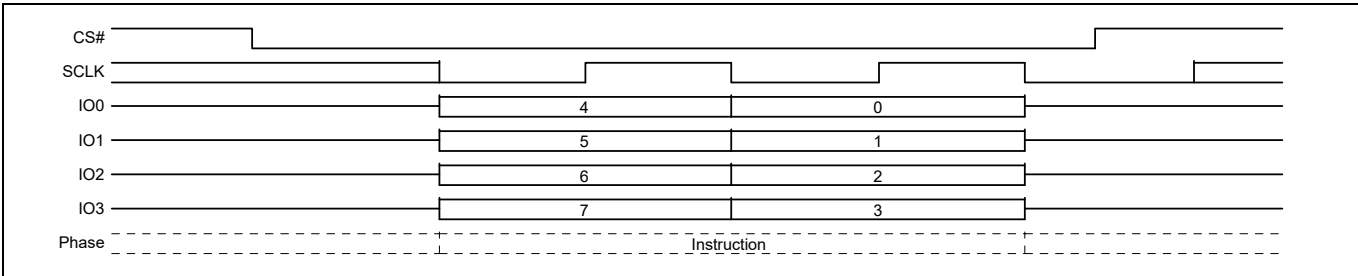 CS#
SCLK
IO0 4 0
IO1 5 1
IO2 6 2
IO3 7 3
Phase Instruction